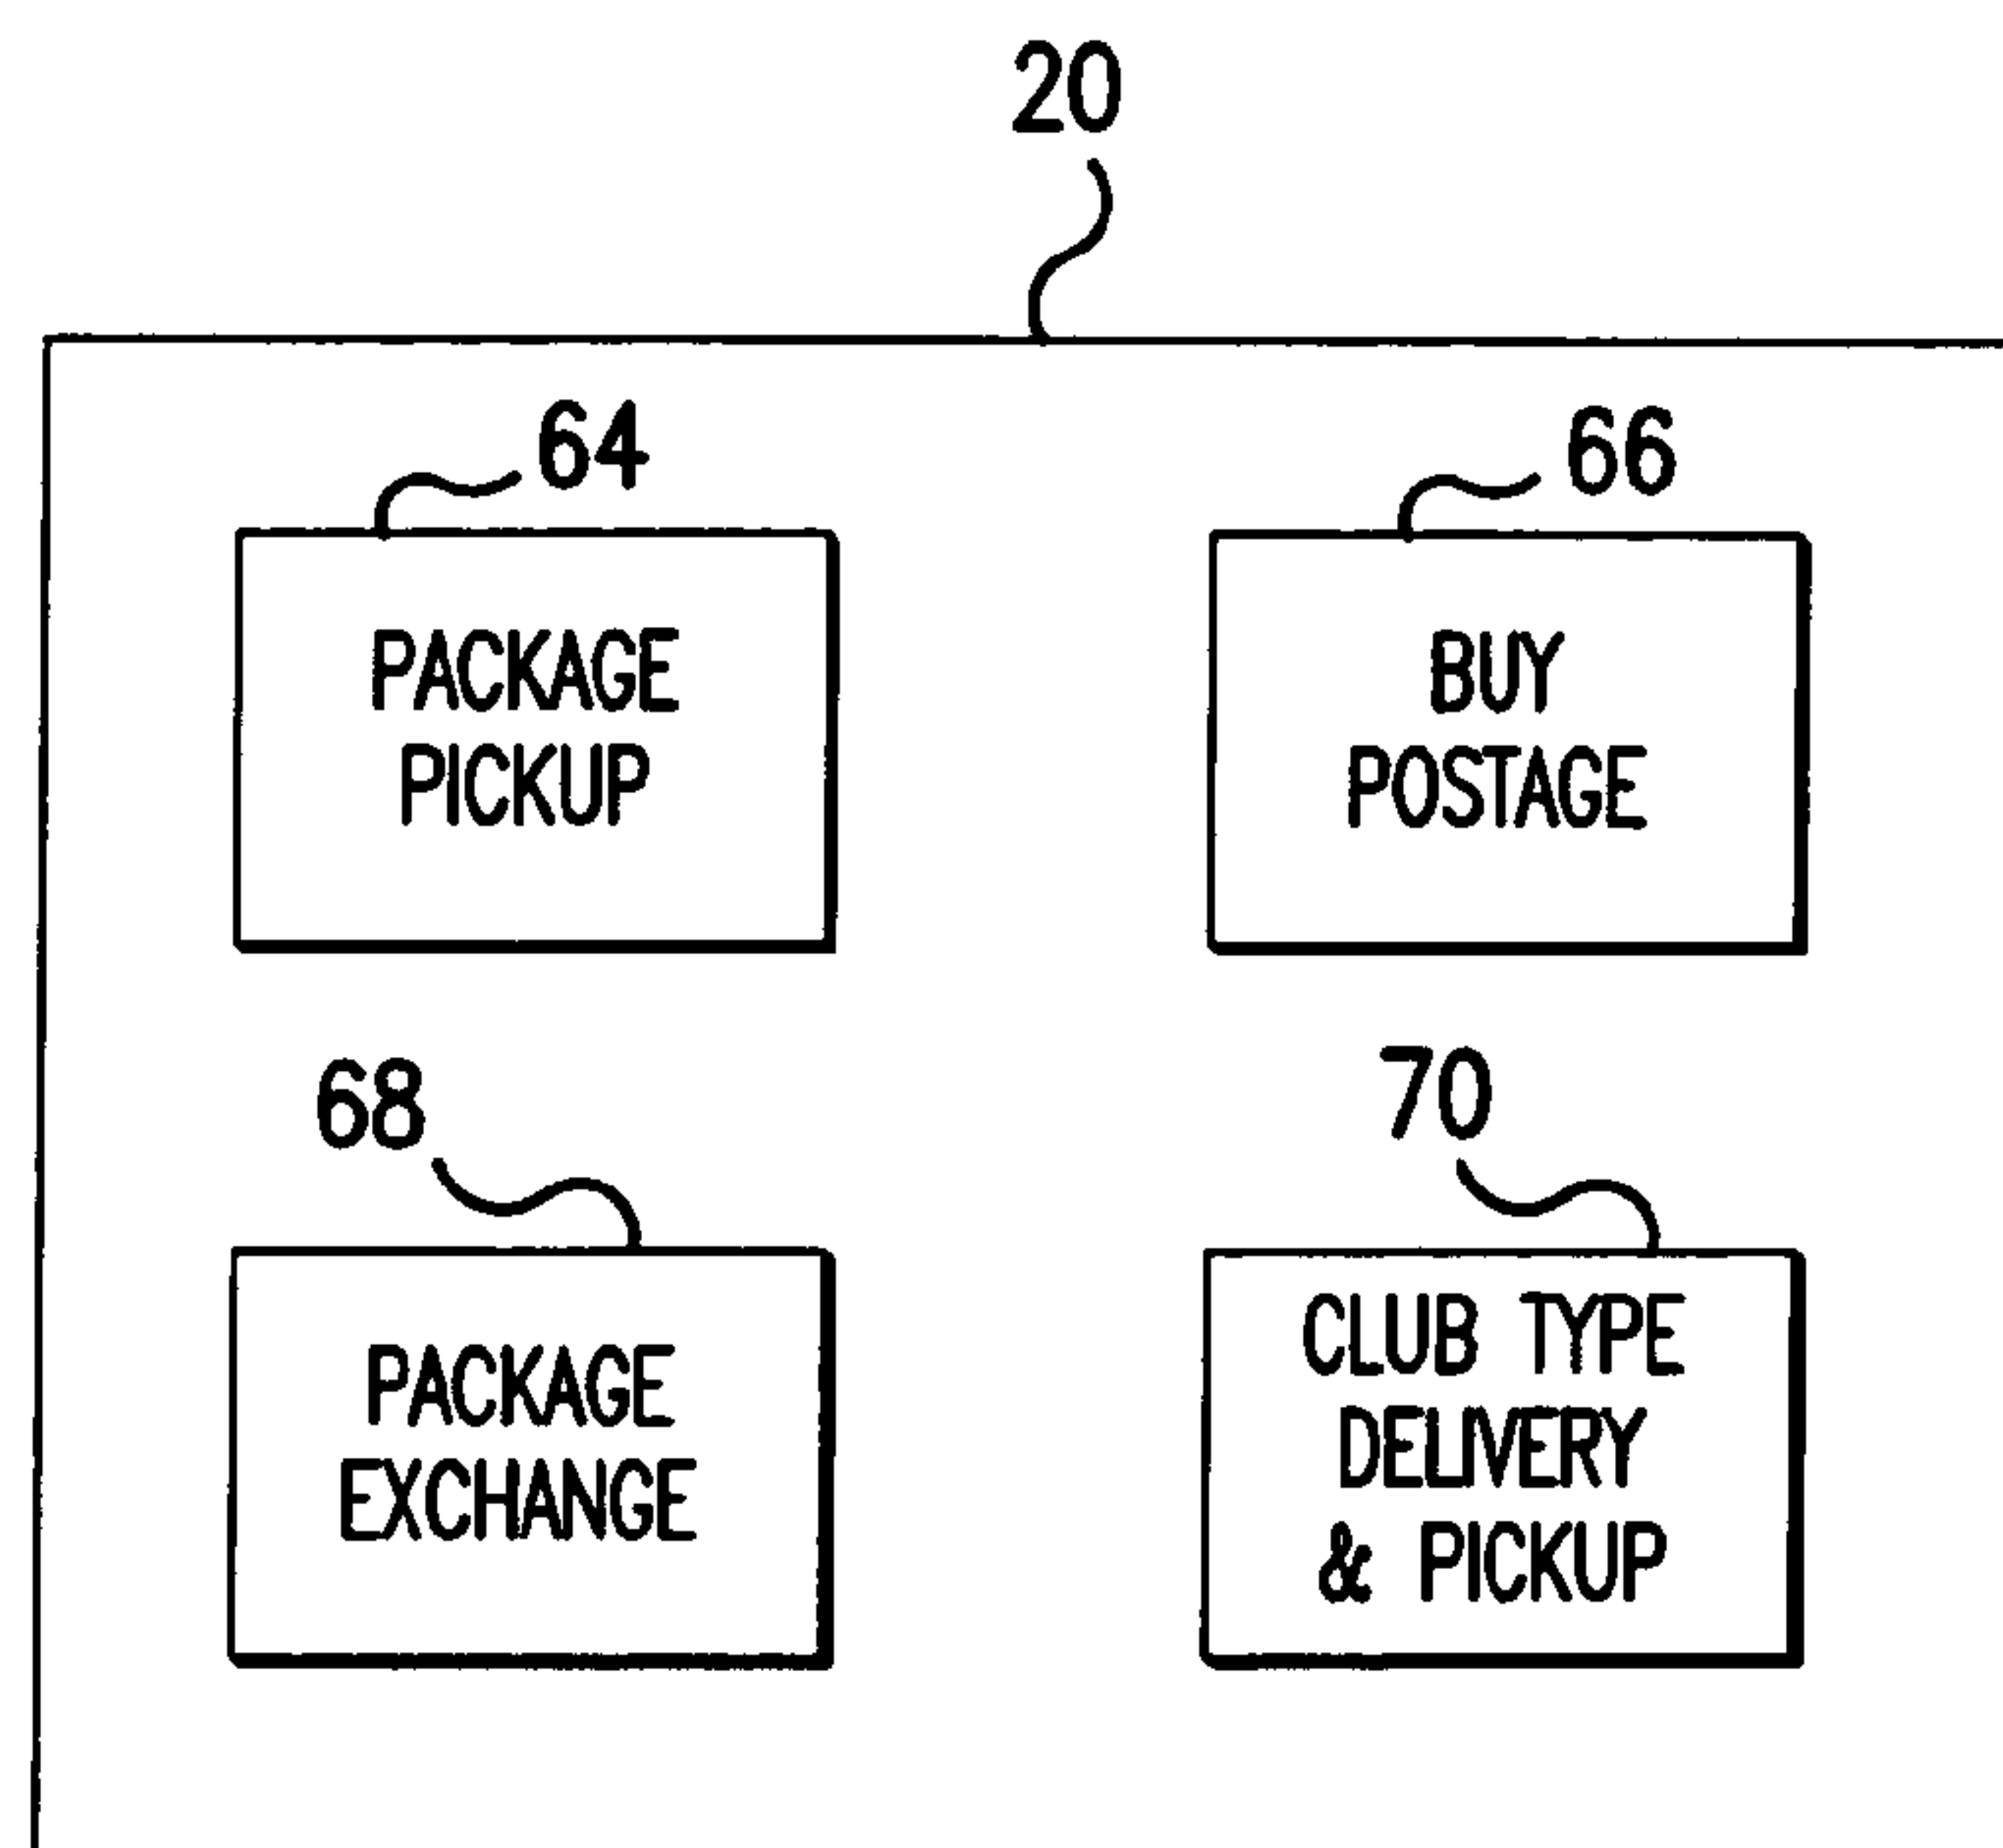 20
64
PACKAGE
PICKUP
66
BUY
POSTAGE
68
PACKAGE
EXCHANGE
70
CLUB TYPE
DELIVERY
& PICKUP